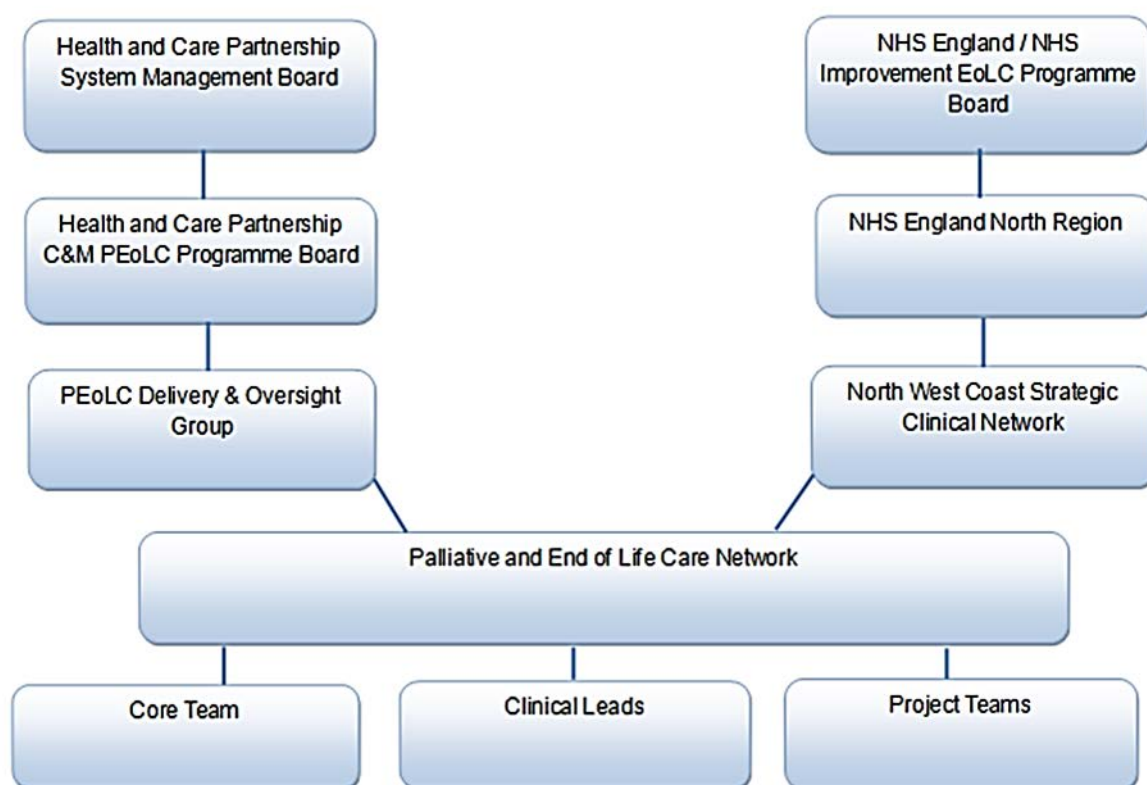 Health and Care Partnership
System Management Board
NHS England / NHS
Improvement EoLC Programme
Board
Health and Care Partnership
C&M PEoLC Programme Board
NHS England North Region
PEoLC Delivery & Oversight
Group
North West Coast Strategic
Clinical Network
Palliative and End of Life Care Network
Core Team
Clinical Leads
Project Teams